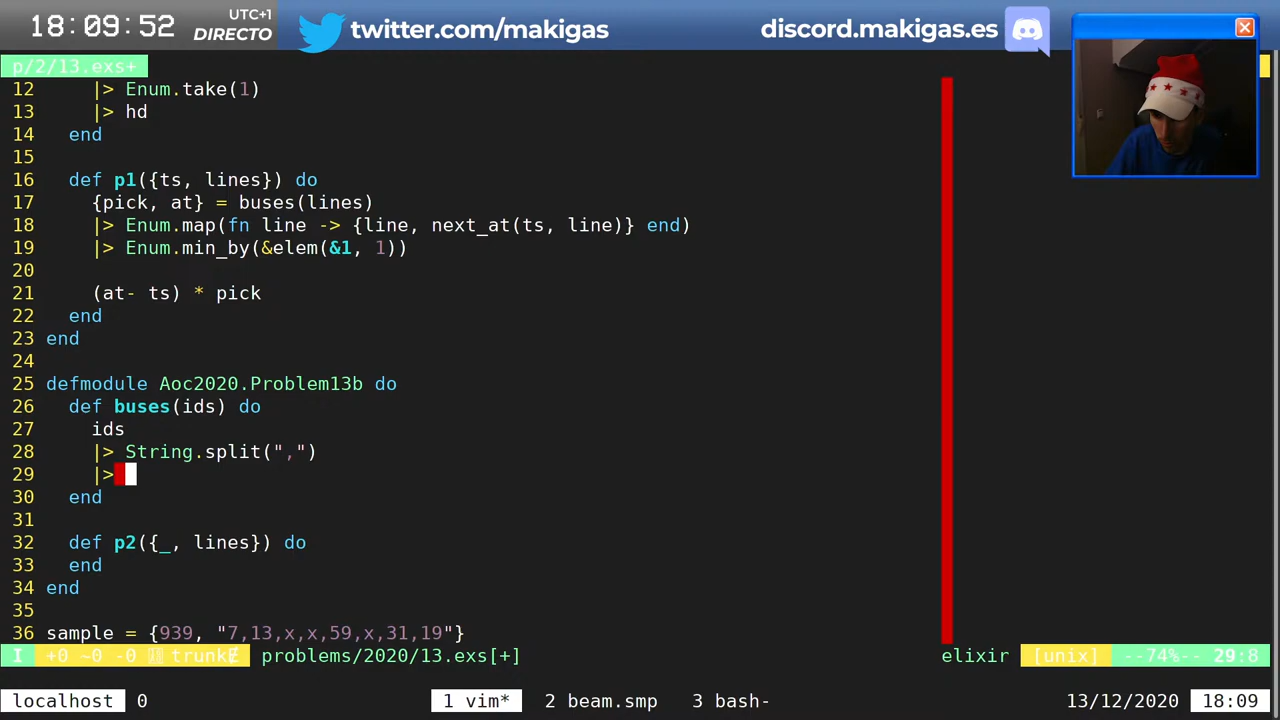 18:09:52
UTC+1
DIRECTO
twitter.com/makigas
discord.makigas.es
p/2/13.exs+
12     |> Enum.take(1)
13     |> hd
14   end
15
16   def p1({ts, lines}) do
17     {pick, at} = buses(lines)
18     |> Enum.map(fn line -> {line, next_at(ts, line)} end)
19     |> Enum.min_by(&elem(&1, 1))
20
21     (at- ts) * pick
22   end
23 end
24
25 defmodule Aoc2020.Problem13b do
26   def buses(ids) do
27     ids
28     |> String.split(",")
29     |>
30   end
31
32   def p2({_, lines}) do
33   end
34 end
35
36 sample = {939, "7,13,x,x,59,x,31,19"}
I +0 ~0 -0 trunk problems/2020/13.exs[+] elixir [unix] --74%-- 29:8
localhost 0 1 vim* 2 beam.smp 3 bash- 13/12/2020 18:09